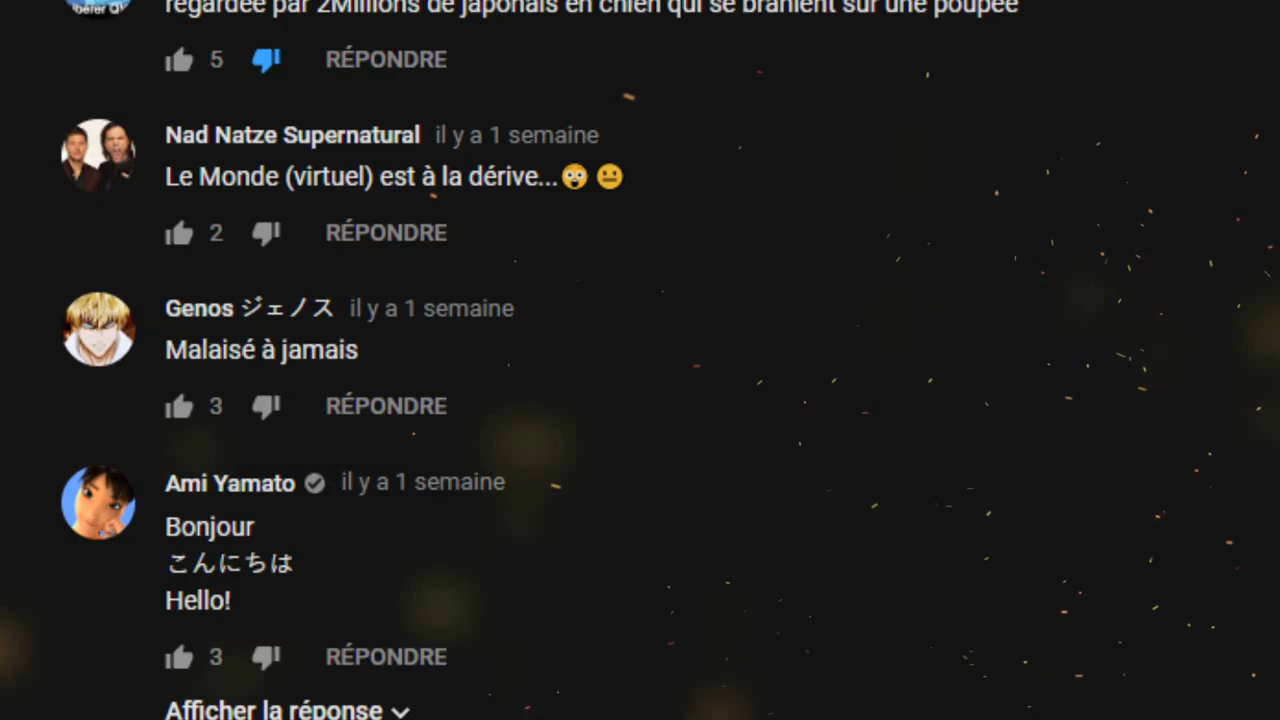 regardée par 2Millions de japonais en chien qui se branlent sur une poupée
5 RÉPONDRE
Nad Natze Supernatural il y a 1 semaine
Le Monde (virtuel) est à la dérive...😲😐
2 RÉPONDRE
Genos ジェノス il y a 1 semaine
Malaisé à jamais
3 RÉPONDRE
Ami Yamato il y a 1 semaine
Bonjour
こんにちは
Hello!
3 RÉPONDRE
Afficher la réponse